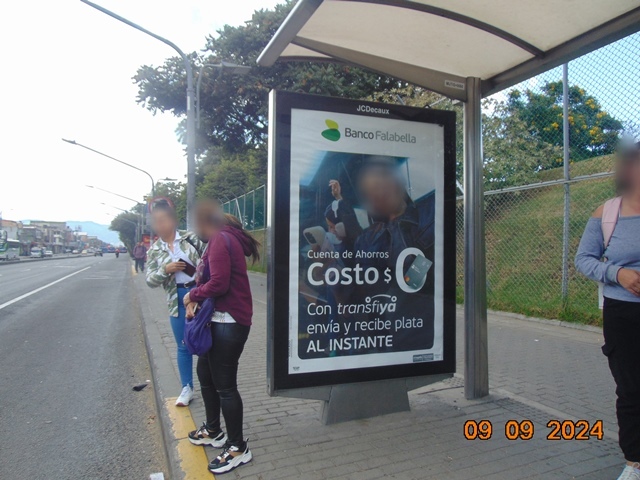 JCDecaux
Banco Falabella
Cuenta de Ahorros
Costo $0
Con transfiya
envía y recibe plata
AL INSTANTE
09 09 2024